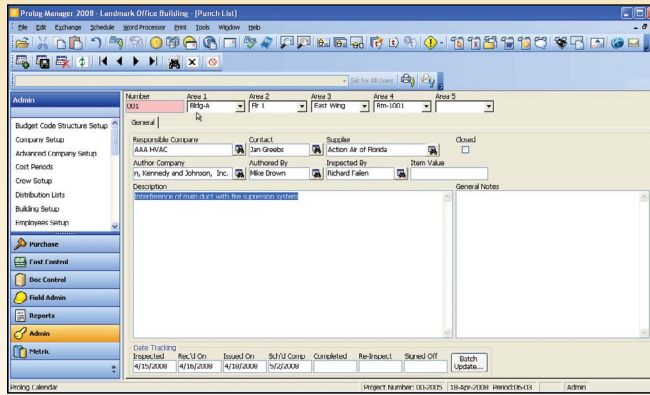 Prolog Manager 2008 - Landmark Office Building - [Punch List]
File Edit Exchange Schedule Word Processor Print Tools Window Help
Set for All Users
Admin
Budget Code Structure Setup
Company Setup
Advanced Company Setup
Cost Periods
Crew Setup
Distribution Lists
Building Setup
Employees Setup
Purchase
Cost Control
Doc Control
Field Admin
Reports
Admin
Metric
Number Area 1 Area 2 Area 3 Area 4 Area 5
001 Bldg-A Flr 1 East Wing Rm-1001
General
Responsible Company Contact Supplier Closed
AAA HVAC Jan Greebs Action Air of Florida
Author Company Authored By Inspected By Item Value
n, Kennedy and Johnson, Inc. Mike Brown Richard Failen
Description General Notes
Interference of main duct with fire supression system
Date Tracking
Inspected Rec'd On Issued On Sch'd Comp Completed Re-Inspect Signed Off
4/15/2008 4/16/2008 4/18/2008 5/2/2008
Batch
Update...
Prolog Calendar Project Number: 00-2005 18-Apr-2008 Period:06-03 Admin